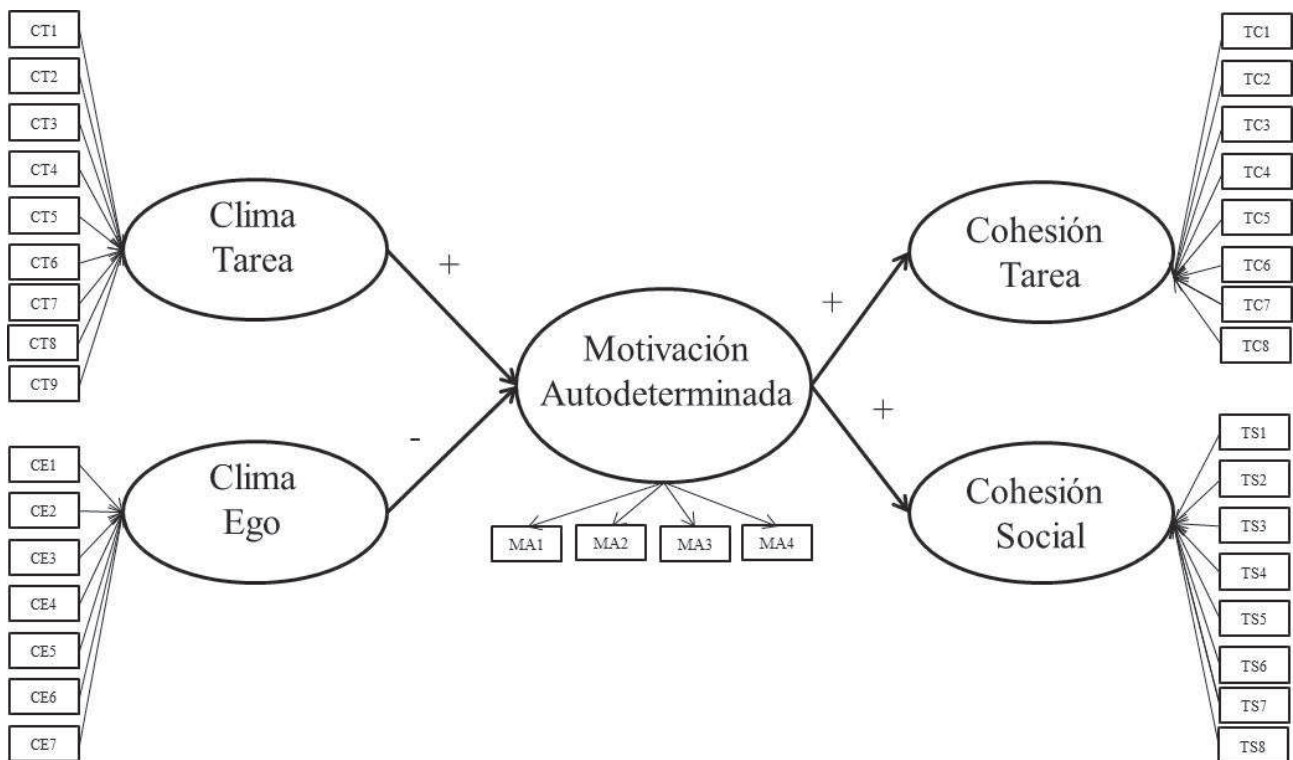 CT1
CT2
CT3
CT4
CT5
CT6
CT7
CT8
CT9
Clima
Tarea
+
CE1
CE2
CE3
CE4
CE5
CE6
CE7
Clima
Ego
-
Motivación
Autodeterminada
MA1
MA2
MA3
MA4
+
+
Cohesión
Tarea
TC1
TC2
TC3
TC4
TC5
TC6
TC7
TC8
Cohesión
Social
TS1
TS2
TS3
TS4
TS5
TS6
TS7
TS8